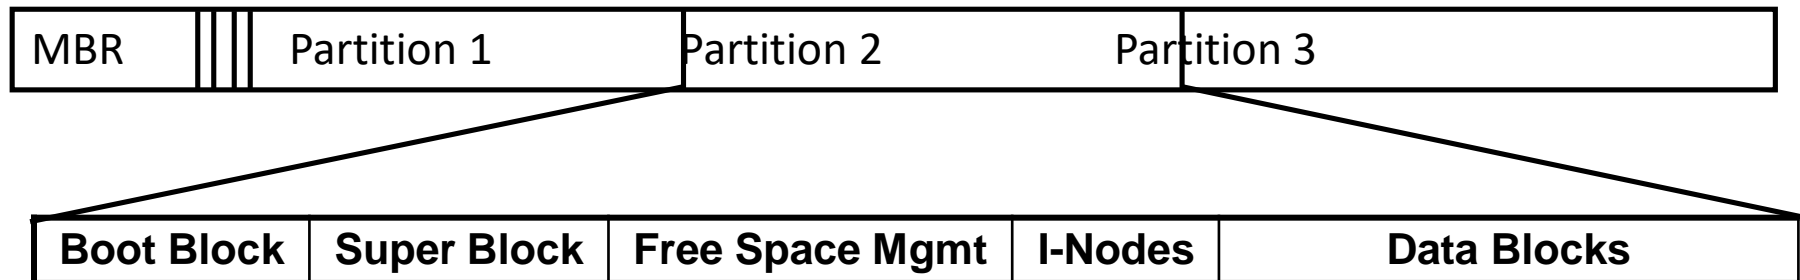 MBR Partition 1 Partition 2 Partition 3
Boot Block Super Block Free Space Mgmt I-Nodes Data Blocks